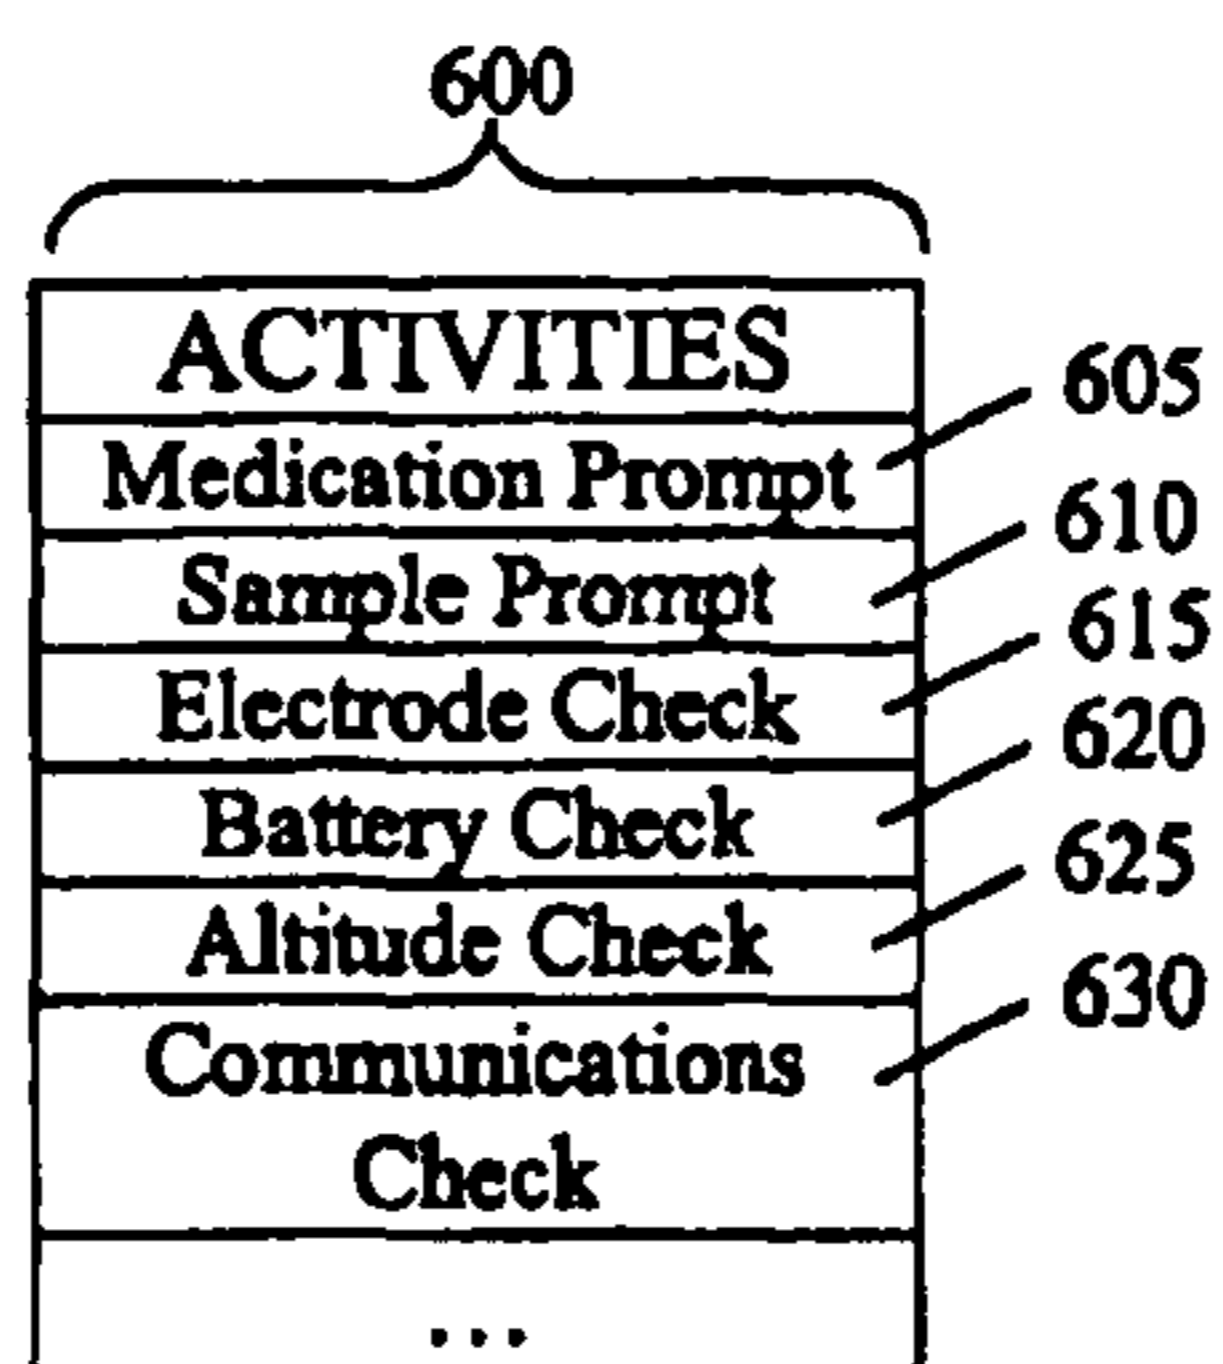 600
ACTIVITIES
605
Medication Prompt
610
Sample Prompt
615
Electrode Check
620
Battery Check
625
Altitude Check
630
Communications
Check
...